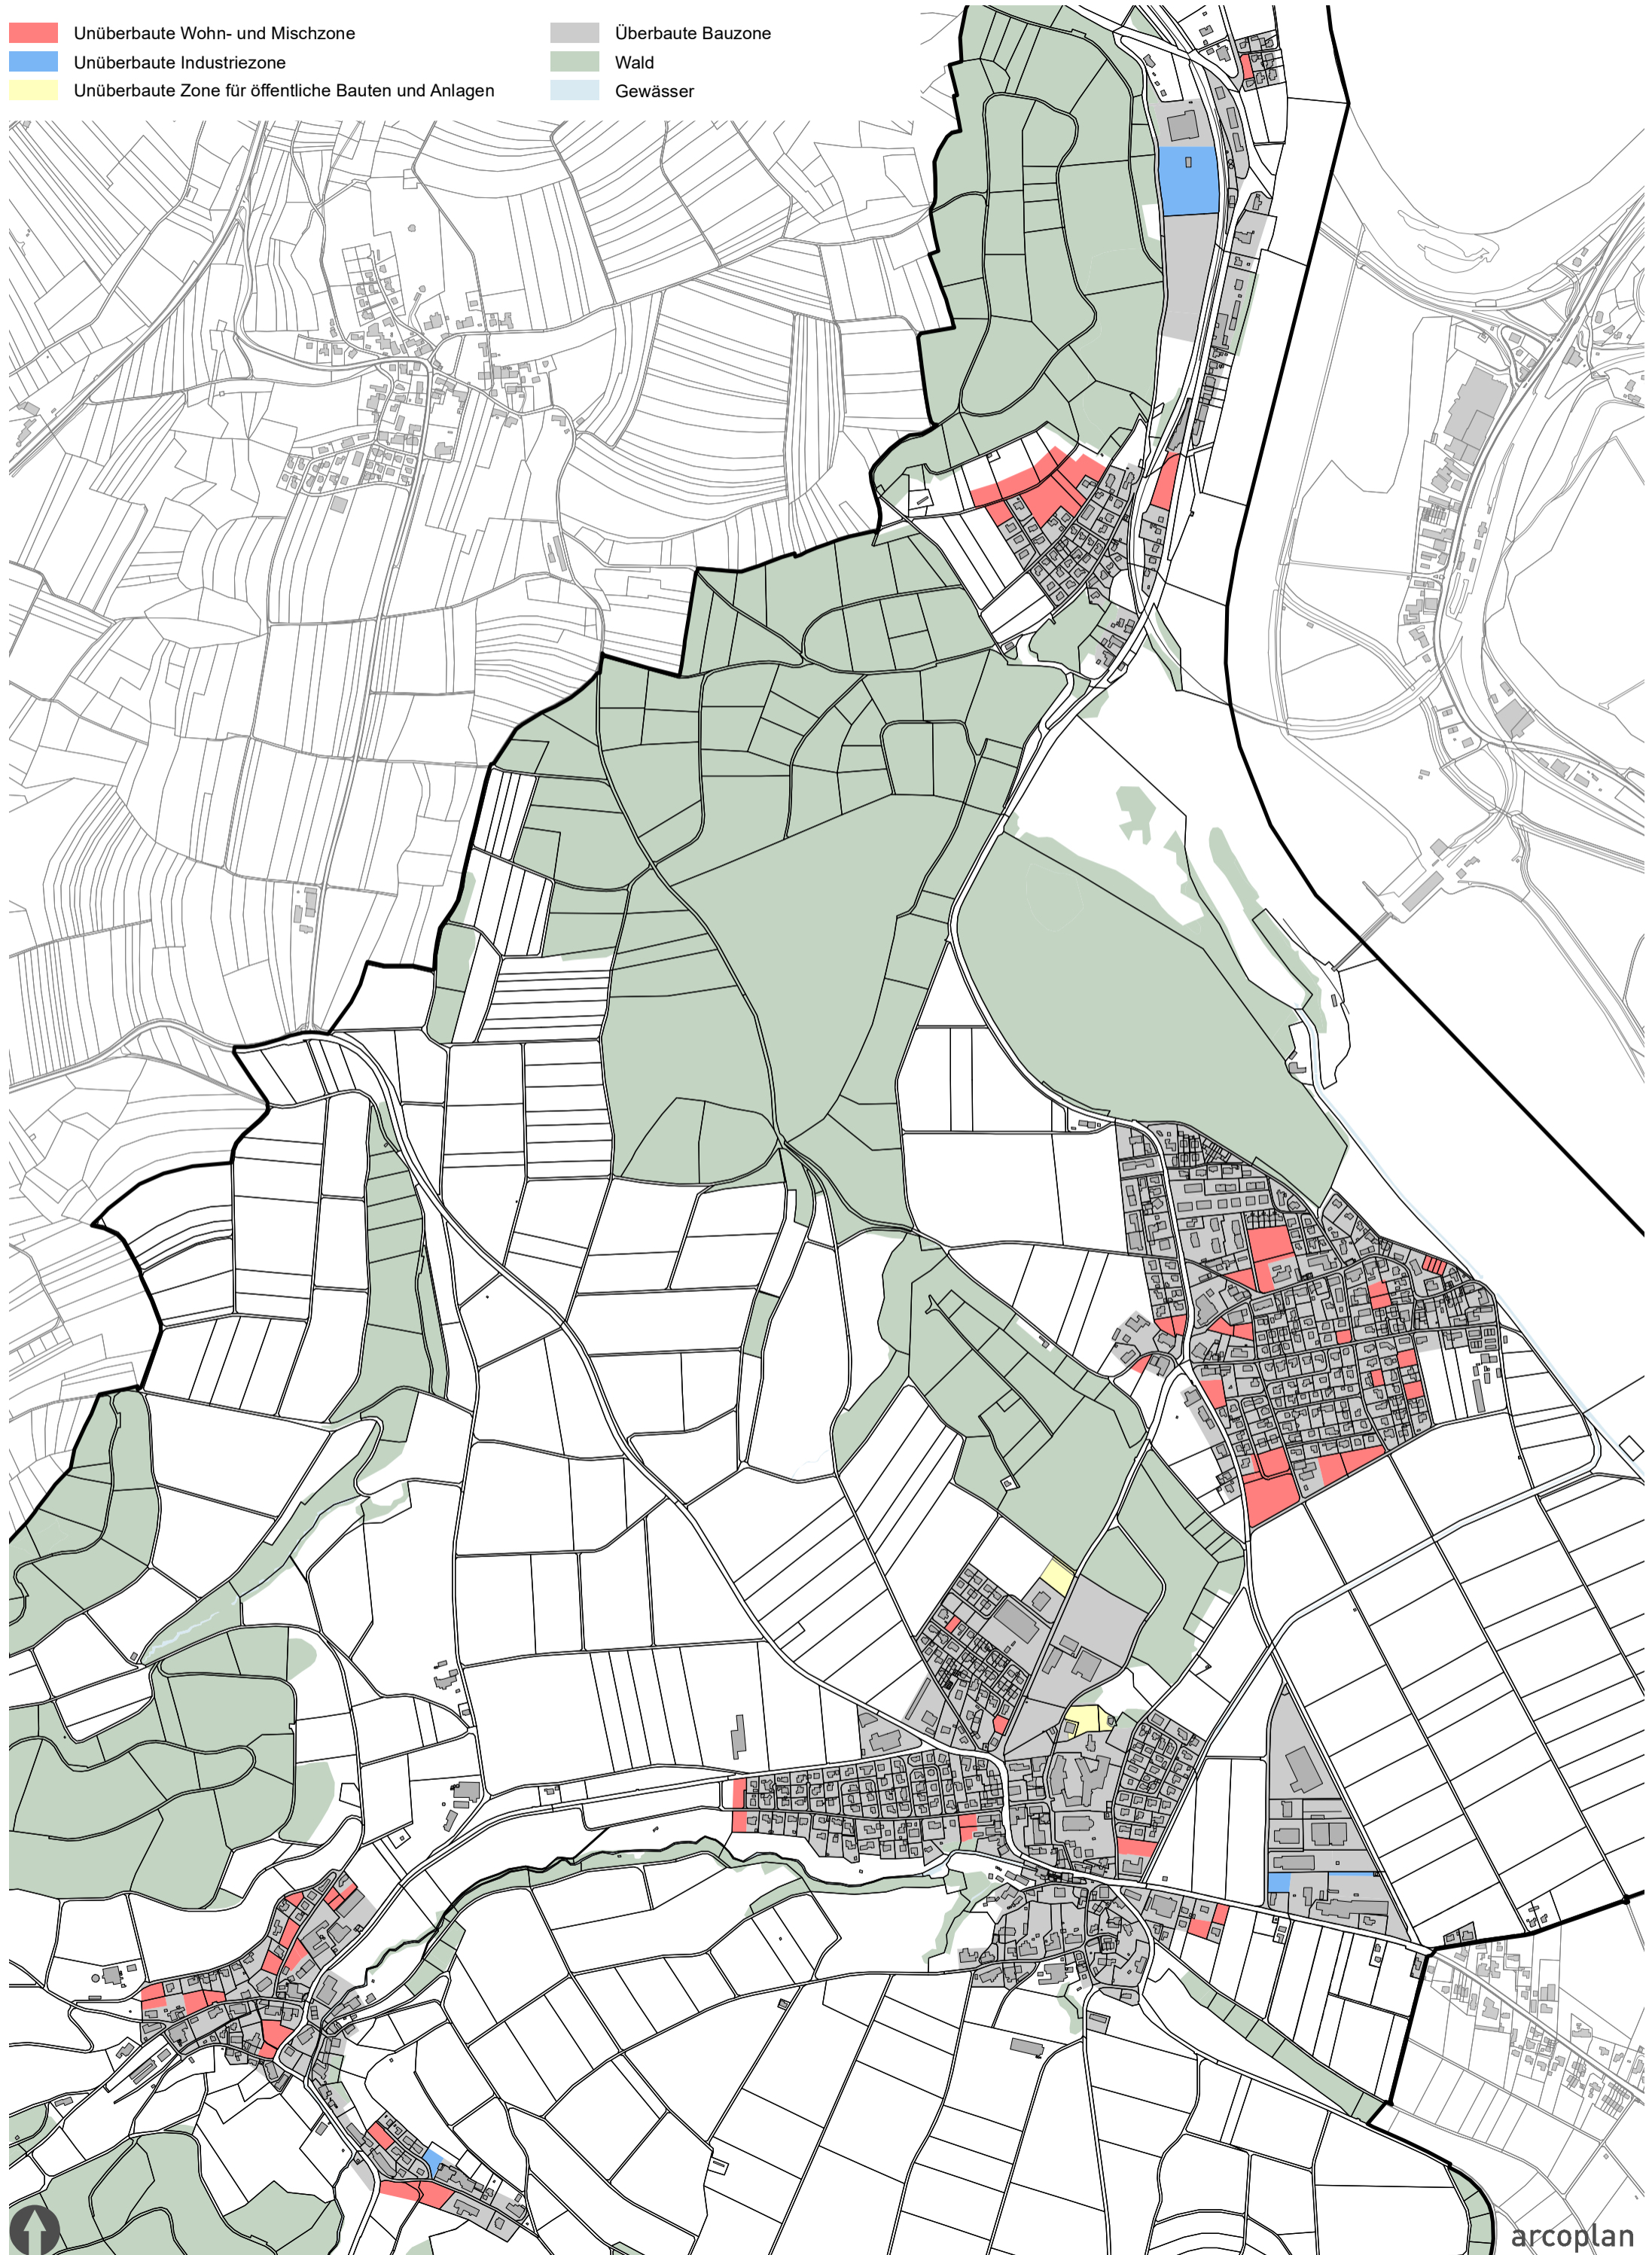 Unüberbaute Wohn- und Mischzone
Unüberbaute Industriezone
Unüberbaute Zone für öffentliche Bauten und Anlagen
Überbaute Bauzone
Wald
Gewässer
arcoplan